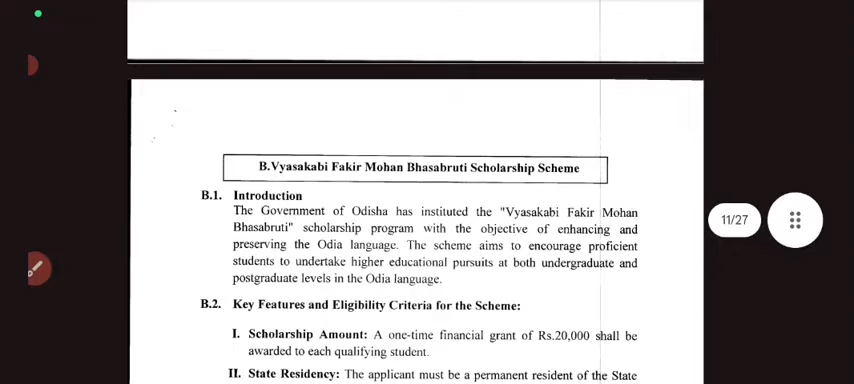 B.Vyasakabi Fakir Mohan Bhasabruti Scholarship Scheme
B.1. Introduction
The Government of Odisha has instituted the "Vyasakabi Fakir Mohan
Bhasabruti" scholarship program with the objective of enhancing and
preserving the Odia language. The scheme aims to encourage proficient
students to undertake higher educational pursuits at both undergraduate and
postgraduate levels in the Odia language.
11/27
B.2. Key Features and Eligibility Criteria for the Scheme:
I. Scholarship Amount: A one-time financial grant of Rs.20,000 shall be
awarded to each qualifying student.
II. State Residency: The applicant must be a permanent resident of the State